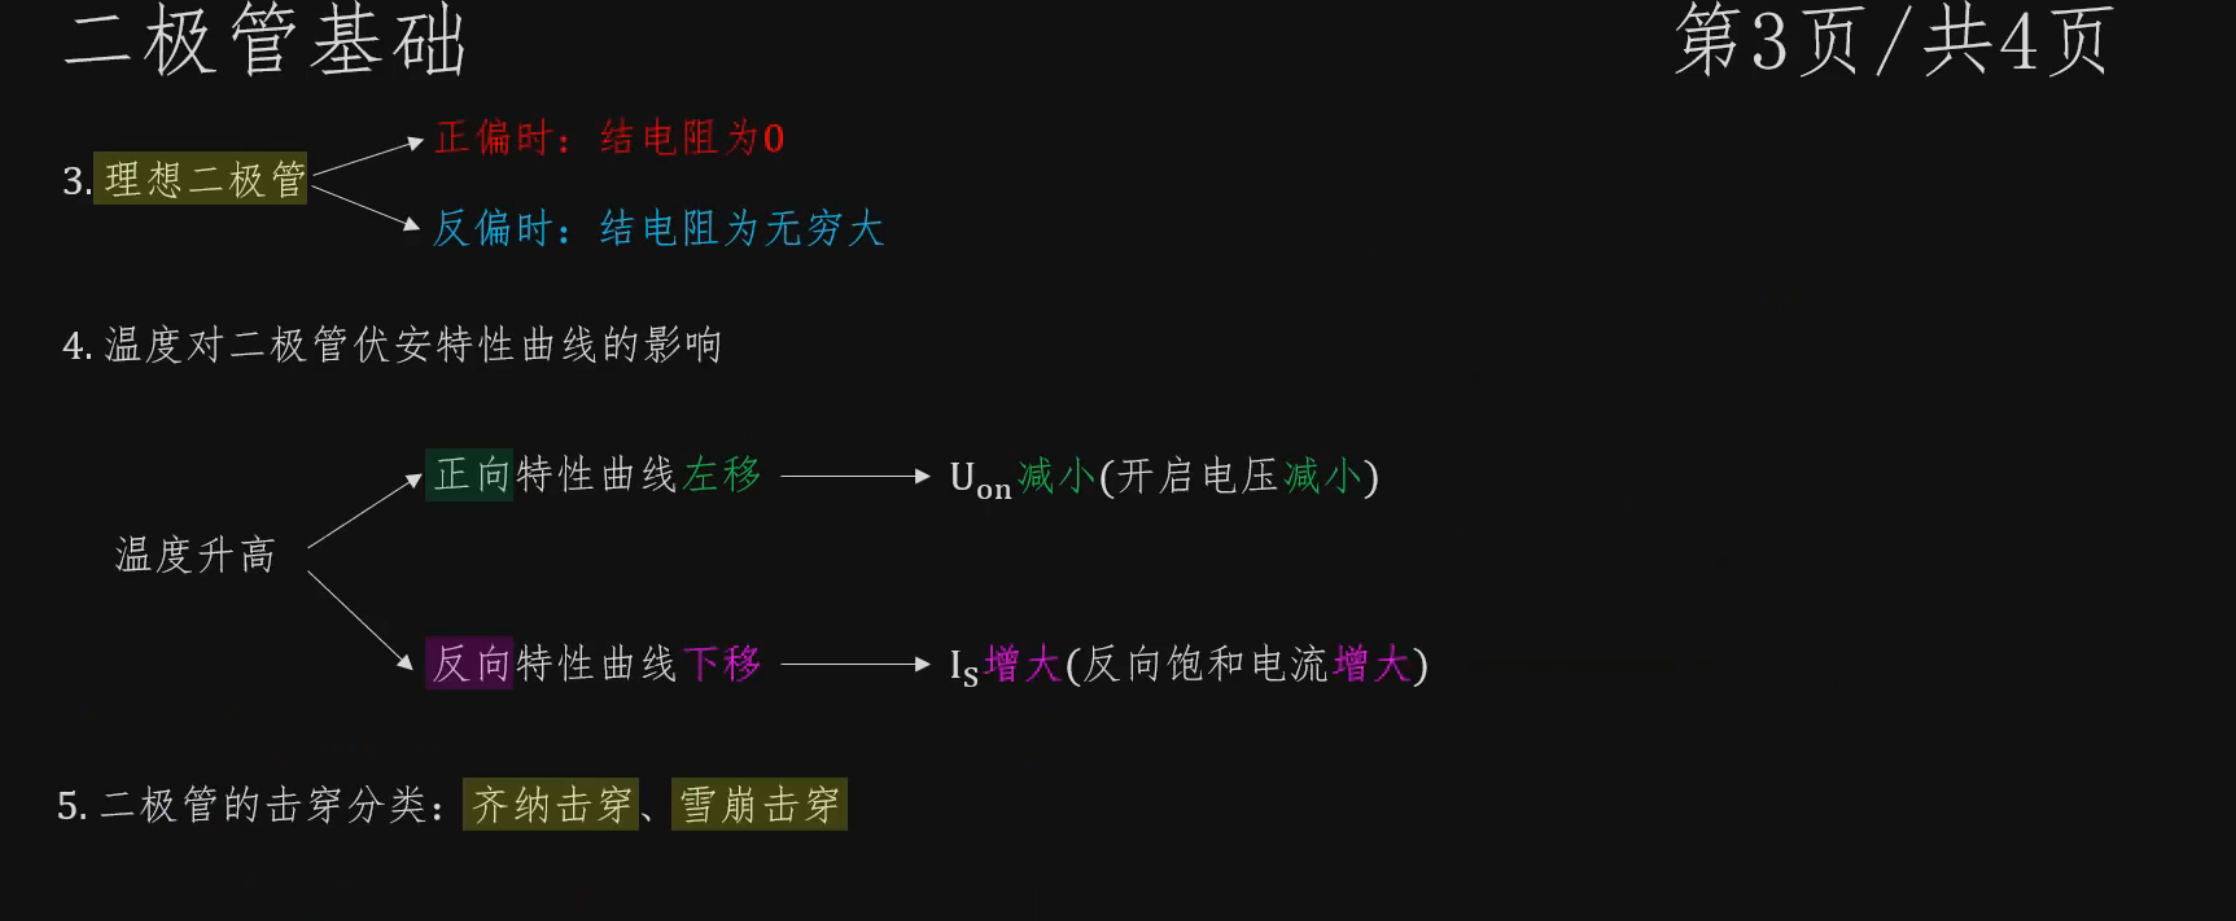 二极管基础
第3页/共4页
正偏时：结电阻为0
3. 理想二极管
反偏时：结电阻为无穷大
4. 温度对二极管伏安特性曲线的影响
正向特性曲线左移
Uon减小(开启电压减小)
温度升高
反向特性曲线下移
IS增大(反向饱和电流增大)
5. 二极管的击穿分类：齐纳击穿、雪崩击穿